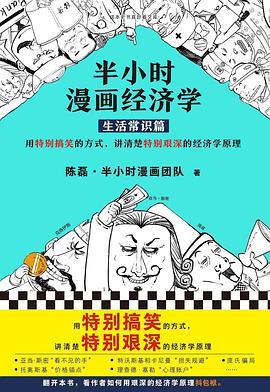 半小时
漫画经济学
生活常识篇
用特别搞笑的方式，讲清楚特别艰深的经济学原理
陈磊·半小时漫画团队 著
用特别搞笑的方式，
讲清楚特别艰深的经济学原理
·亚当·斯密“看不见的手”
·特沃斯基和卡尼曼“损失规避”
·庞氏骗局
·托奥斯基“价格锚点”
·理查德·塞勒“心理账户”
·……
翻开本书，看作者如何用艰深的经济学原理抖包袱。